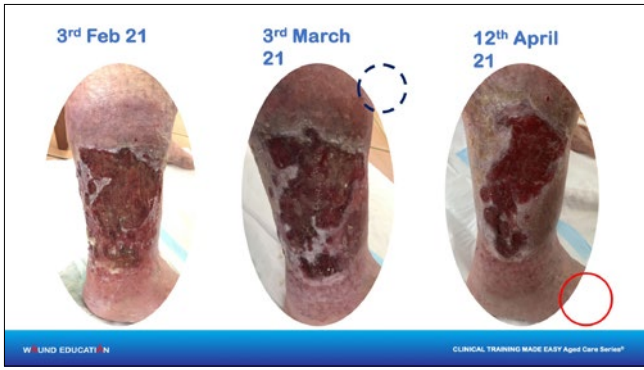 3rd Feb 21
3rd March
21
12th April
21
WOUND EDUCATION
CLINICAL TRAINING MADE EASY Aged Care Series®